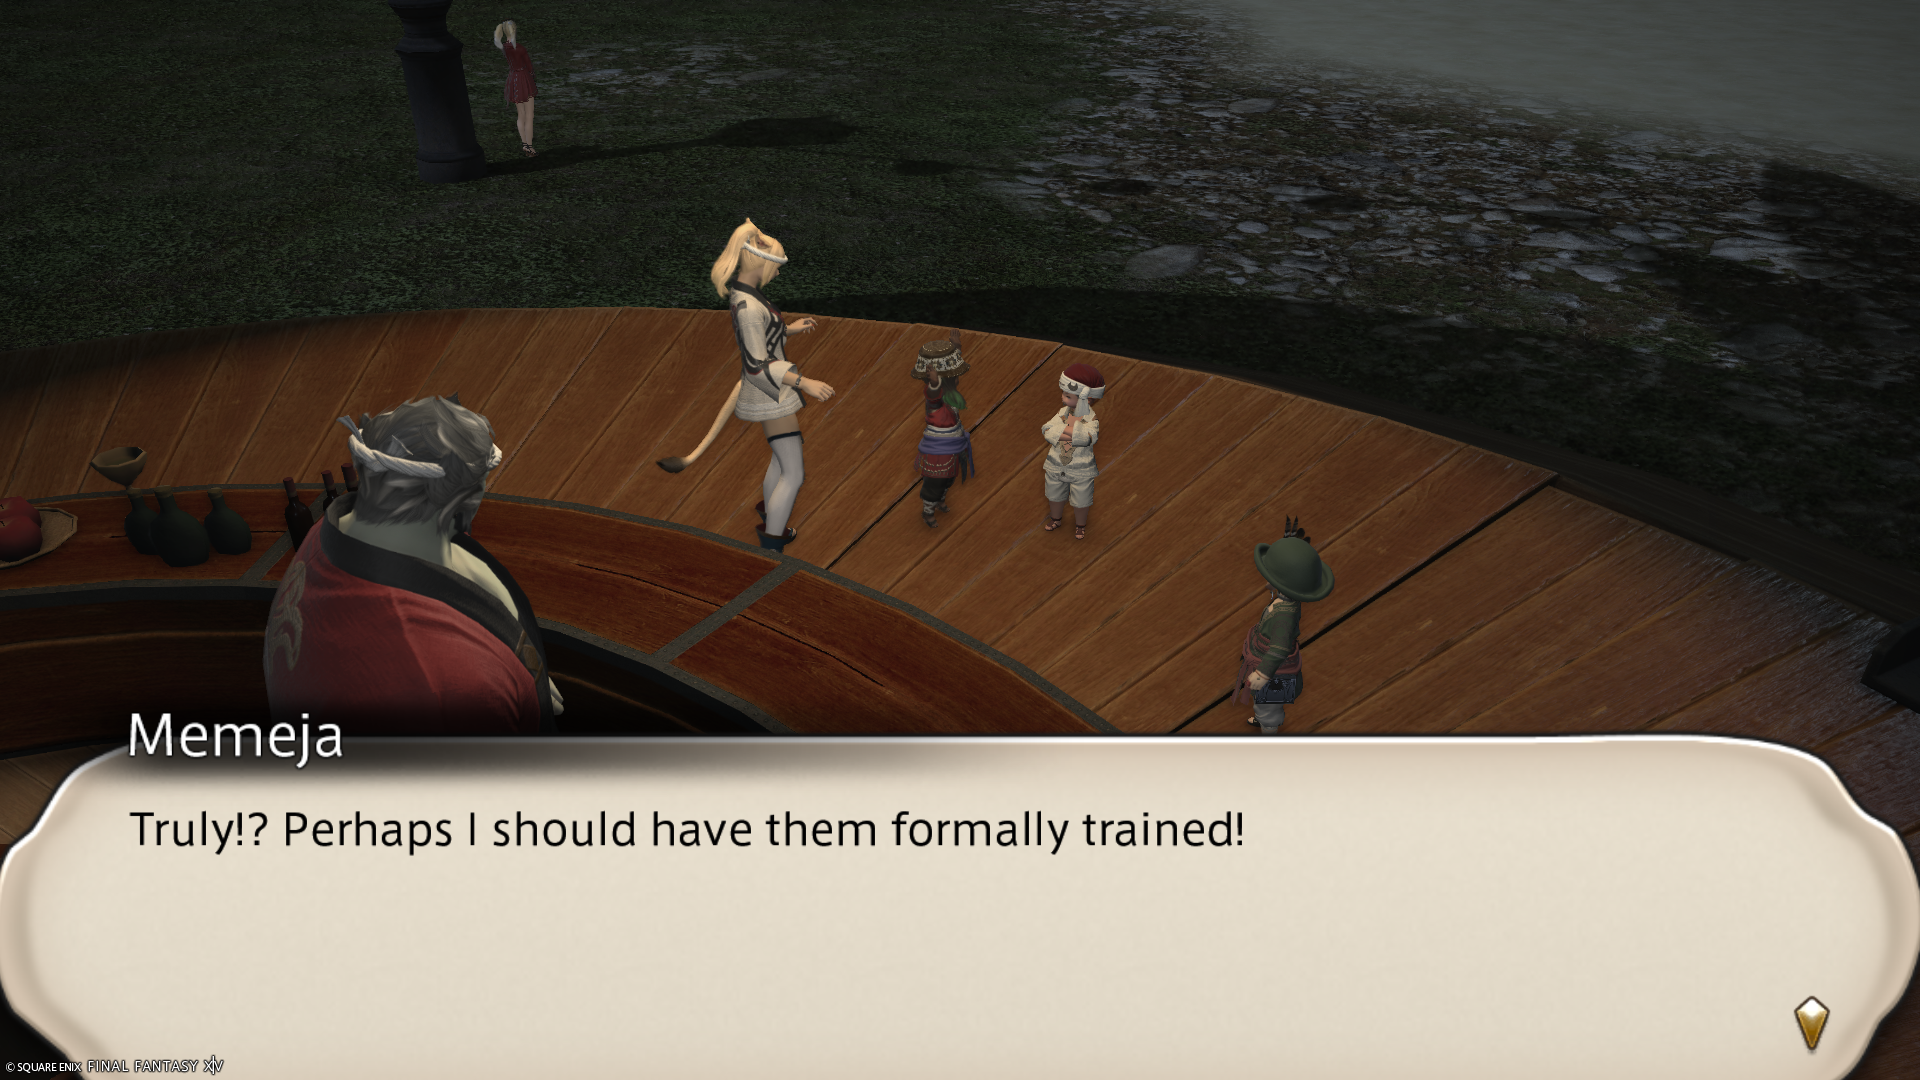 Memeja
Truly!? Perhaps I should have them formally trained!
© SQUARE ENIX FINAL FANTASY XIV